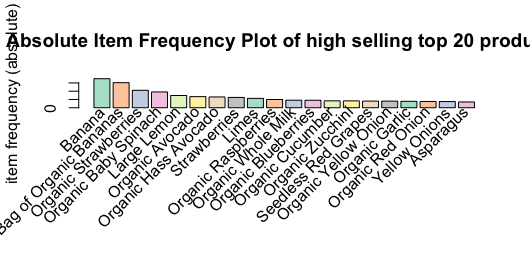 Absolute Item Frequency Plot of high selling top 20 produ
item frequency (absolute)
0
Banana
Bag of Organic Bananas
Organic Strawberries
Organic Baby Spinach
Large Lemon
Organic Avocado
Organic Hass Avocado
Strawberries
Limes
Organic Raspberries
Organic Whole Milk
Organic Blueberries
Organic Cucumber
Organic Zucchini
Seedless Red Grapes
Organic Yellow Onion
Organic Garlic
Organic Red Onion
Yellow Onions
Asparagus